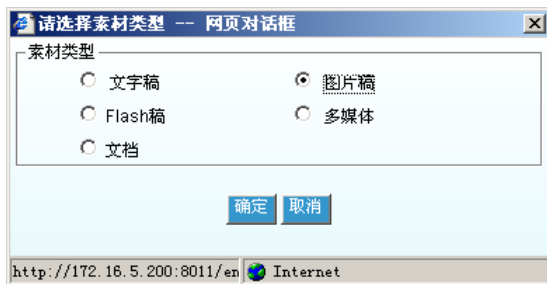 请选择素材类型 -- 网页对话框
素材类型
文字稿 图片稿
Flash稿 多媒体
文档
确定 取消
http://172.16.5.200:8011/en Internet